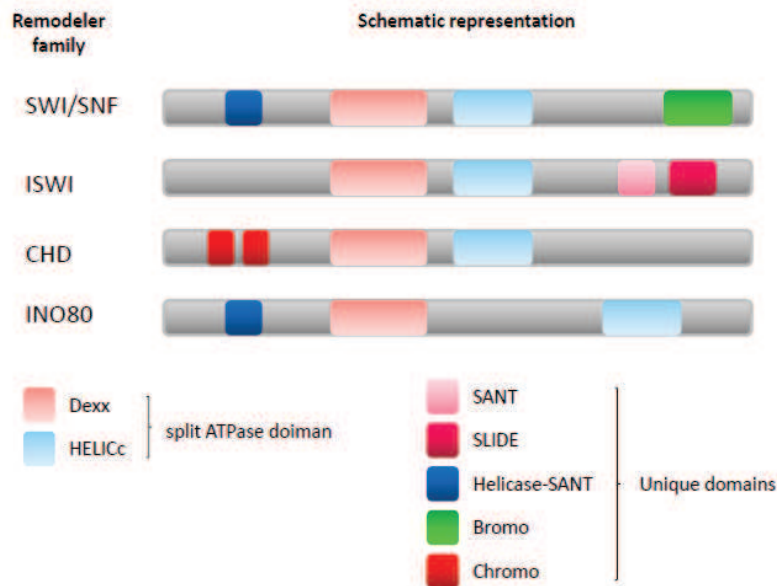 Remodeler
family
Schematic representation
SWI/SNF
ISWI
CHD
INO80
Dexx
HELICc
split ATPase doiman
SANT
SLIDE
Helicase-SANT
Bromo
Chromo
Unique domains